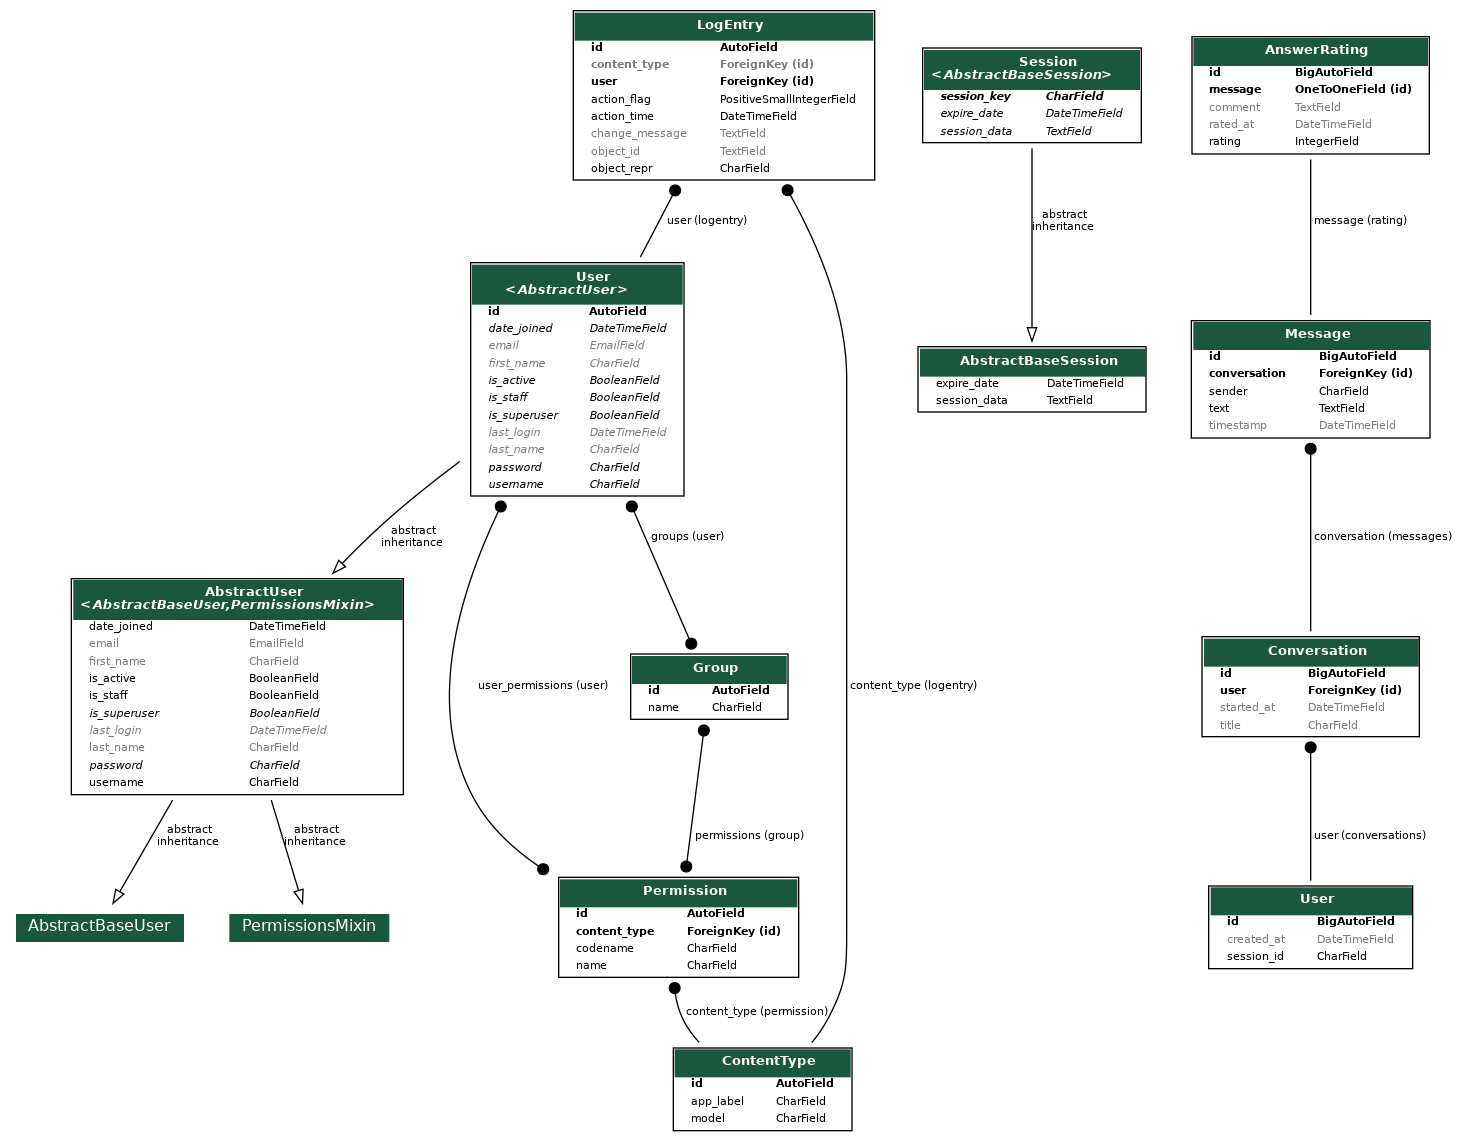 LogEntry
id AutoField
content_type ForeignKey (id)
user ForeignKey (id)
action_flag PositiveSmallIntegerField
action_time DateTimeField
change_message TextField
object_id TextField
object_repr CharField
Session
<AbstractBaseSession>
session_key CharField
expire_date DateTimeField
session_data TextField
AnswerRating
id BigAutoField
message OneToOneField (id)
comment TextField
rated_at DateTimeField
rating IntegerField
user (logentry)
abstract
inheritance
message (rating)
User
<AbstractUser>
id AutoField
date_joined DateTimeField
email EmailField
first_name CharField
is_active BooleanField
is_staff BooleanField
is_superuser BooleanField
last_login DateTimeField
last_name CharField
password CharField
username CharField
AbstractBaseSession
expire_date DateTimeField
session_data TextField
Message
id BigAutoField
conversation ForeignKey (id)
sender CharField
text TextField
timestamp DateTimeField
abstract
inheritance
groups (user)
conversation (messages)
AbstractUser
<AbstractBaseUser,PermissionsMixin>
date_joined DateTimeField
email EmailField
first_name CharField
is_active BooleanField
is_staff BooleanField
is_superuser BooleanField
last_login DateTimeField
last_name CharField
password CharField
username CharField
user_permissions (user)
Group
id AutoField
name CharField
content_type (logentry)
Conversation
id BigAutoField
user ForeignKey (id)
started_at DateTimeField
title CharField
abstract
inheritance
abstract
inheritance
permissions (group)
user (conversations)
AbstractBaseUser
PermissionsMixin
Permission
id AutoField
content_type ForeignKey (id)
codename CharField
name CharField
User
id BigAutoField
created_at DateTimeField
session_id CharField
content_type (permission)
ContentType
id AutoField
app_label CharField
model CharField